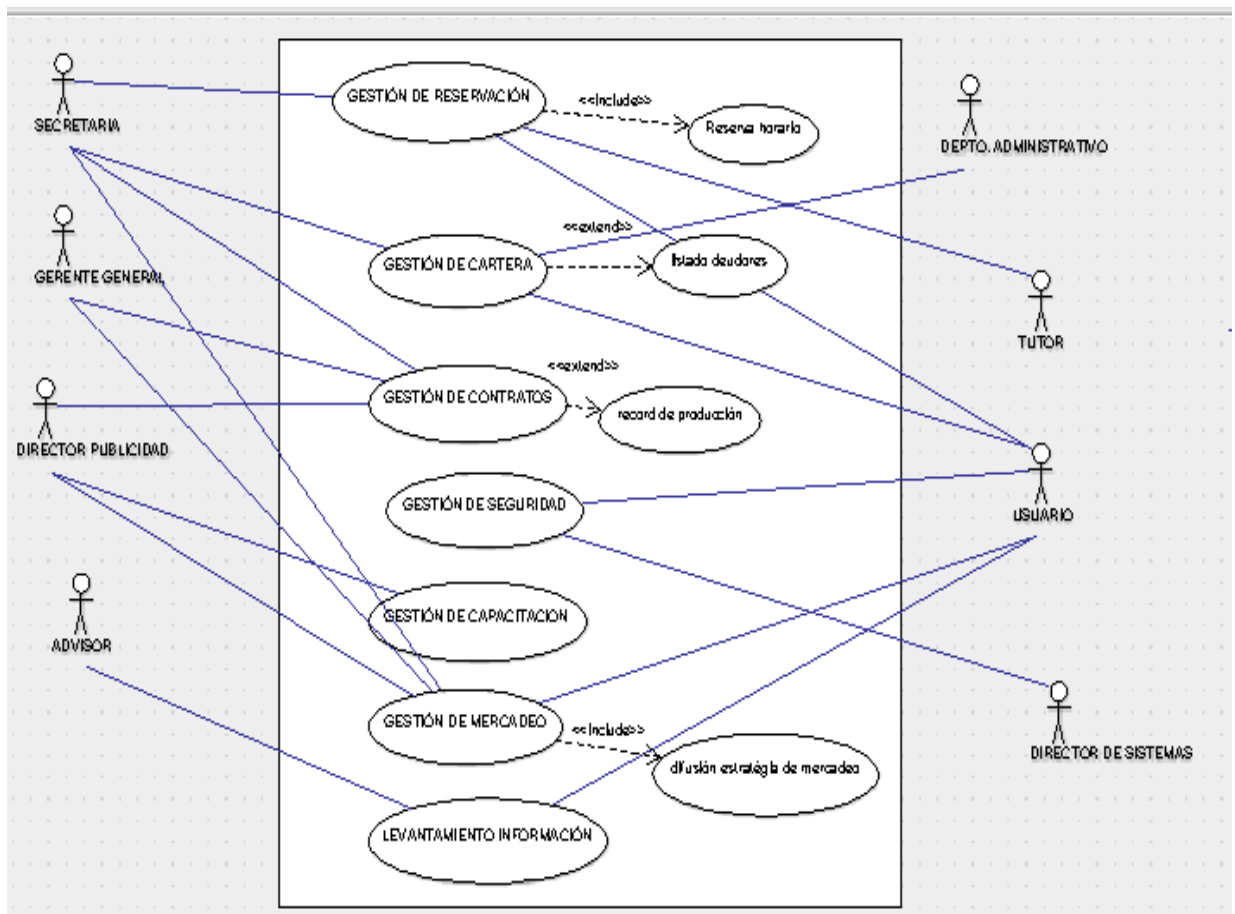 GESTIÓN DE RESERVACIÓN
<<include>>
Reserva horario
SECRETARIA
DEPTO. ADMINISTRATIVO
GERENTE GENERAL
<<extend>>
GESTIÓN DE CARTERA
listado deudores
TUTOR
DIRECTOR PUBLICIDAD
<<extend>>
GESTIÓN DE CONTRATOS
record de producción
GESTIÓN DE SEGURIDAD
USUARIO
ADVISOR
GESTIÓN DE CAPACITACION
GESTIÓN DE MERCADEO
<<include>>
difusión estratégia de mercadeo
DIRECTOR DE SISTEMAS
LEVANTAMIENTO INFORMACIÓN